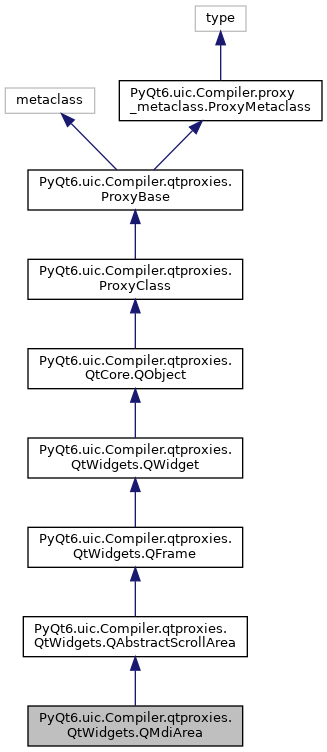 type
metaclass
PyQt6.uic.Compiler.proxy
_metaclass.ProxyMetaclass
PyQt6.uic.Compiler.qtproxies.
ProxyBase
PyQt6.uic.Compiler.qtproxies.
ProxyClass
PyQt6.uic.Compiler.qtproxies.
QtCore.QObject
PyQt6.uic.Compiler.qtproxies.
QtWidgets.QWidget
PyQt6.uic.Compiler.qtproxies.
QtWidgets.QFrame
PyQt6.uic.Compiler.qtproxies.
QtWidgets.QAbstractScrollArea
PyQt6.uic.Compiler.qtproxies.
QtWidgets.QMdiArea